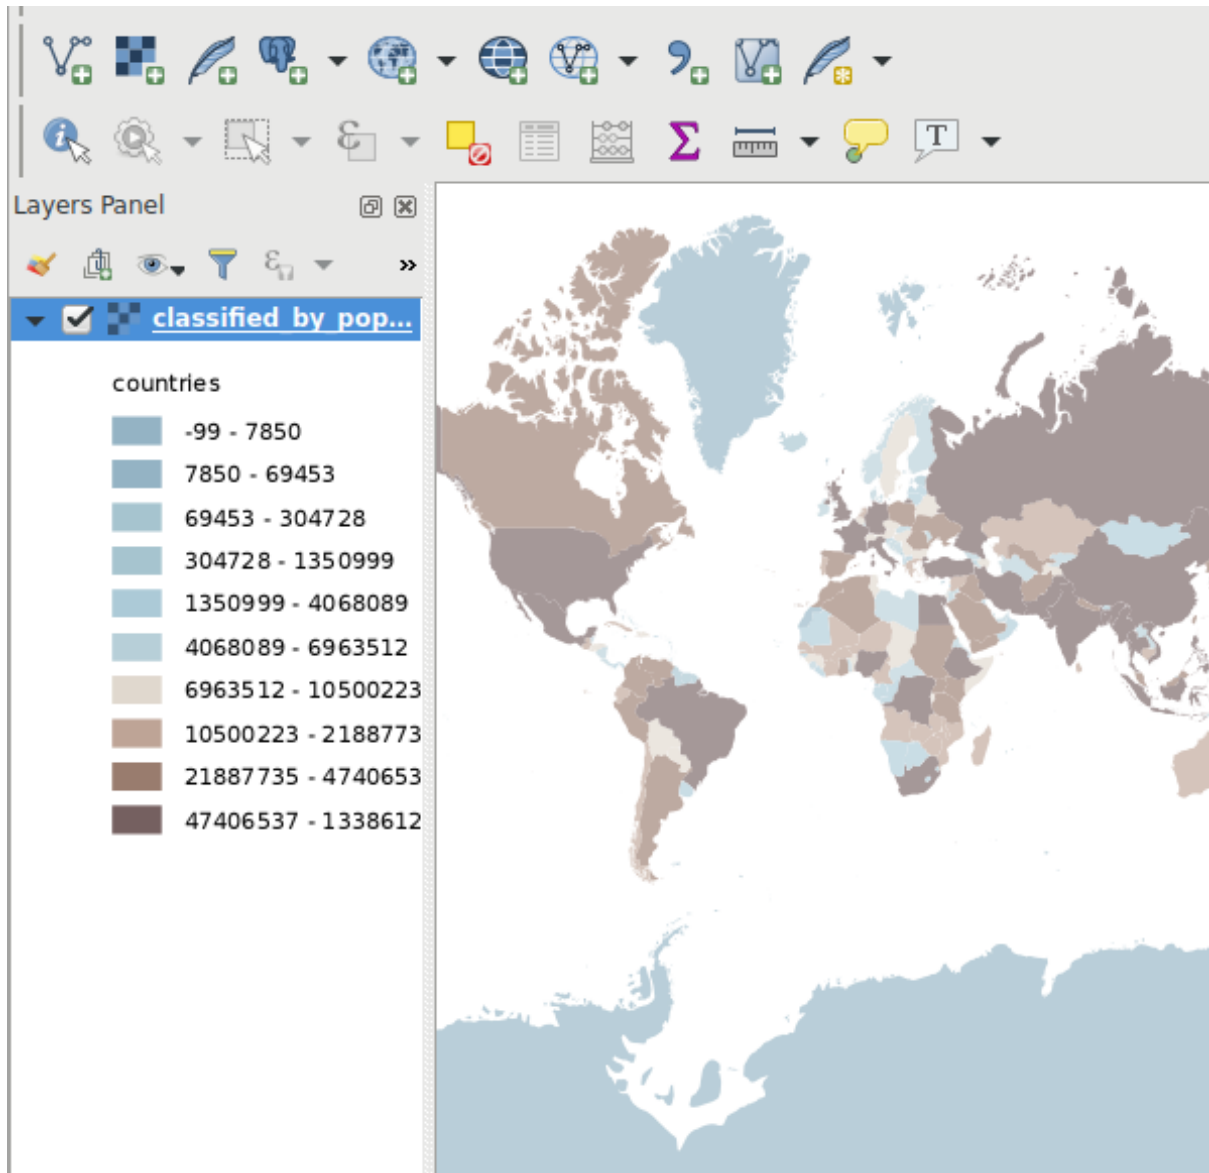 T
Layers Panel
classified_by_pop...
countries
-99 - 7850
7850 - 69453
69453 - 304728
304728 - 1350999
1350999 - 4068089
4068089 - 6963512
6963512 - 10500223
10500223 - 2188773
21887735 - 4740653
47406537 - 1338612